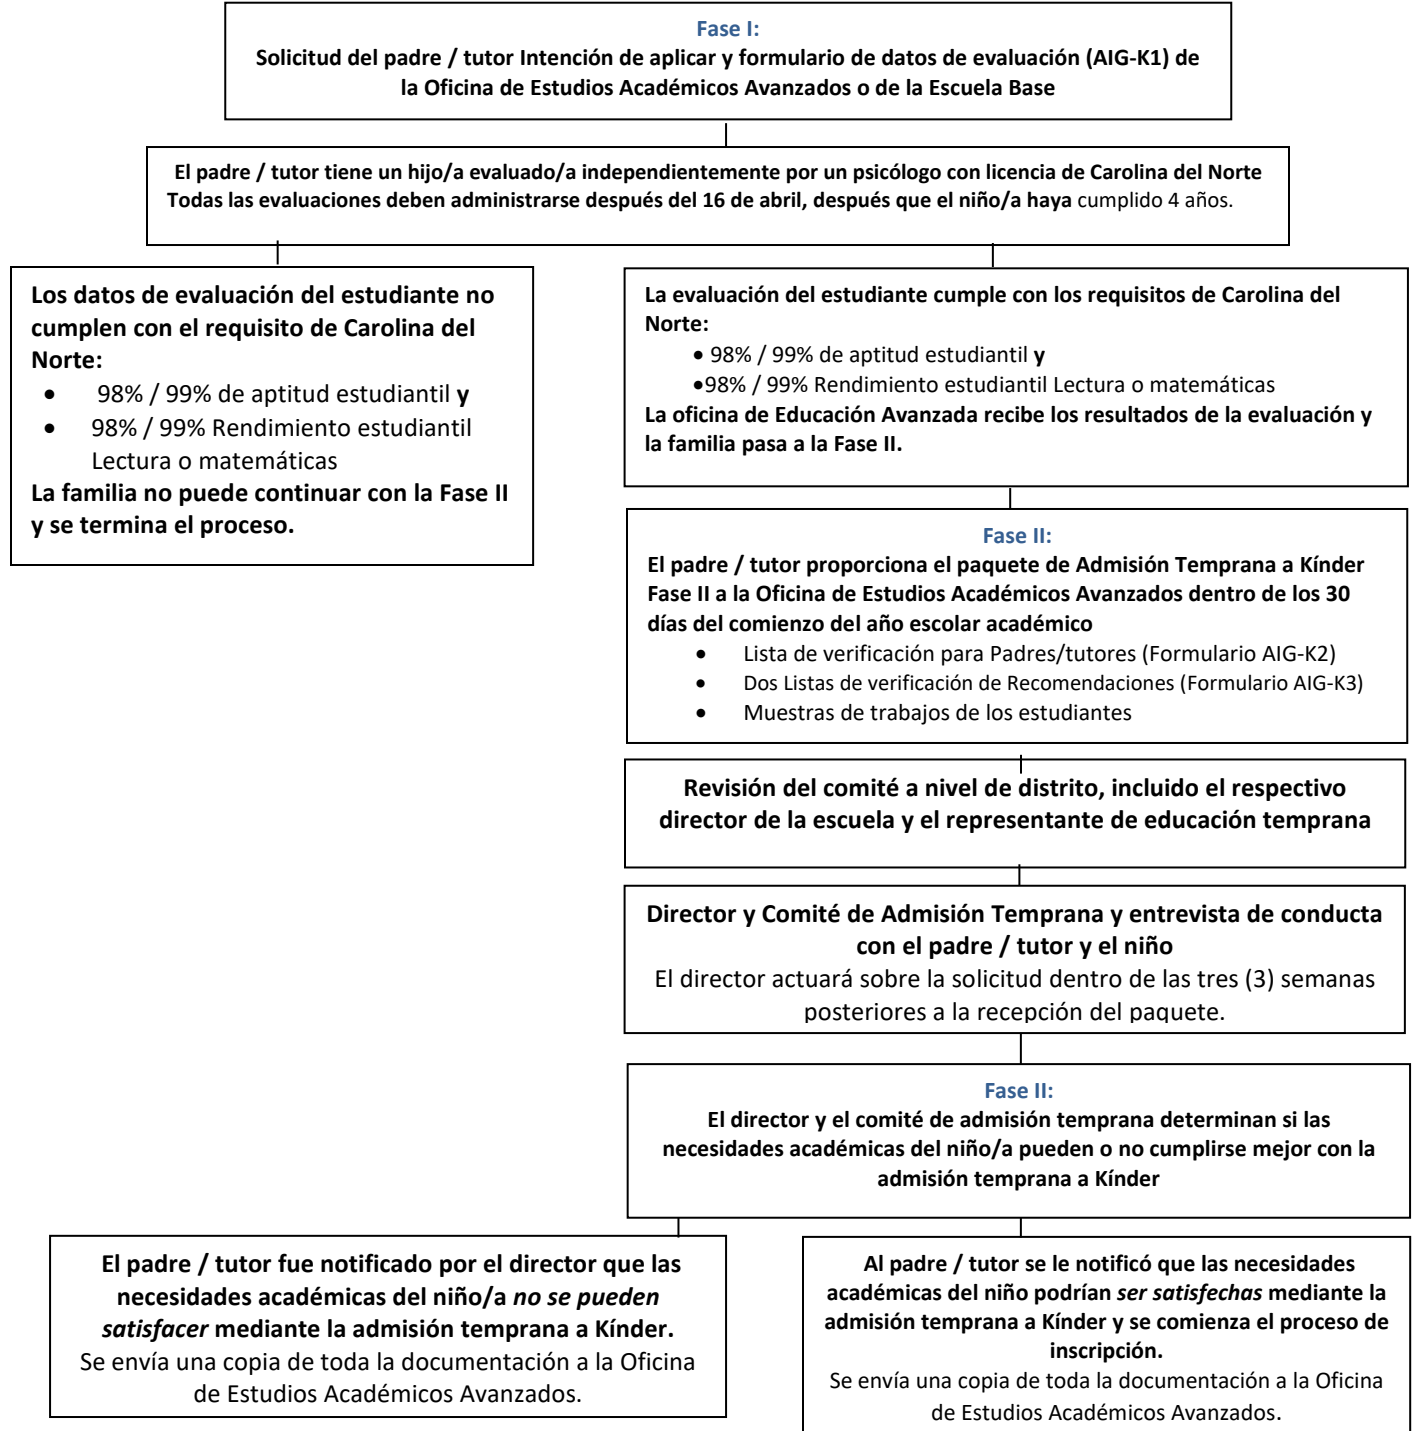 Fase I:
Solicitud del padre / tutor Intención de aplicar y formulario de datos de evaluación (AIG-K1) de
la Oficina de Estudios Académicos Avanzados o de la Escuela Base
El padre / tutor tiene un hijo/a evaluado/a independientemente por un psicólogo con licencia de Carolina del Norte
Todas las evaluaciones deben administrarse después del 16 de abril, después que el niño/a haya cumplido 4 años.
Los datos de evaluación del estudiante no
cumplen con el requisito de Carolina del
Norte:
• 98% / 99% de aptitud estudiantil y
• 98% / 99% Rendimiento estudiantil
Lectura o matemáticas
La familia no puede continuar con la Fase II
y se termina el proceso.
La evaluación del estudiante cumple con los requisitos de Carolina del
Norte:
• 98% / 99% de aptitud estudiantil y
•98% / 99% Rendimiento estudiantil Lectura o matemáticas
La oficina de Educación Avanzada recibe los resultados de la evaluación y
la familia pasa a la Fase II.
Fase II:
El padre / tutor proporciona el paquete de Admisión Temprana a Kínder
Fase II a la Oficina de Estudios Académicos Avanzados dentro de los 30
días del comienzo del año escolar académico
• Lista de verificación para Padres/tutores (Formulario AIG-K2)
• Dos Listas de verificación de Recomendaciones (Formulario AIG-K3)
• Muestras de trabajos de los estudiantes
Revisión del comité a nivel de distrito, incluido el respectivo
director de la escuela y el representante de educación temprana
Director y Comité de Admisión Temprana y entrevista de conducta
con el padre / tutor y el niño
El director actuará sobre la solicitud dentro de las tres (3) semanas
posteriores a la recepción del paquete.
Fase II:
El director y el comité de admisión temprana determinan si las
necesidades académicas del niño/a pueden o no cumplirse mejor con la
admisión temprana a Kínder
El padre / tutor fue notificado por el director que las
necesidades académicas del niño/a no se pueden
satisfacer mediante la admisión temprana a Kínder.
Se envía una copia de toda la documentación a la Oficina
de Estudios Académicos Avanzados.
Al padre / tutor se le notificó que las necesidades
académicas del niño podrían ser satisfechas mediante la
admisión temprana a Kínder y se comienza el proceso de
inscripción.
Se envía una copia de toda la documentación a la Oficina
de Estudios Académicos Avanzados.